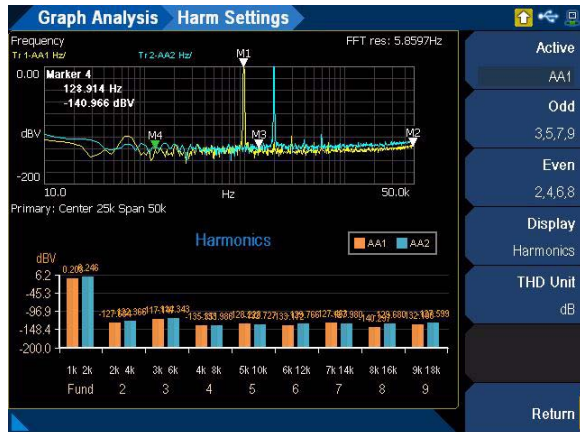 Graph Analysis Harm Settings
Frequency FFT res: 5.8597Hz
Tr 1-AA1 Hz/ Tr 2-AA2 Hz/ M1
0.00 Marker 4
128.914 Hz
-140.966 dBV
dBV M4 M3 M2
-200
10.0 Hz 50.0k
Primary: Center 25k Span 50k
Harmonics
AA1 AA2
dBV
6.2
-45.3
-96.9
-148.4
-200.0
1k 2k 2k 4k 3k 6k 4k 8k 5k 10k 6k 12k 7k 14k 8k 16k 9k 18k
Fund 2 3 4 5 6 7 8 9
Active
AA1
Odd
3,5,7,9
Even
2,4,6,8
Display
Harmonics
THD Unit
dB
Return